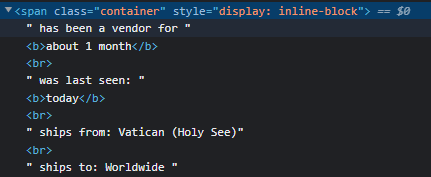 ▼<span class="container" style="display: inline-block"> == $0
" has been a vendor for "
<b>about 1 month</b>
<br>
" was last seen: "
<b>today</b>
<br>
" ships from: Vatican (Holy See)"
<br>
" ships to: Worldwide "